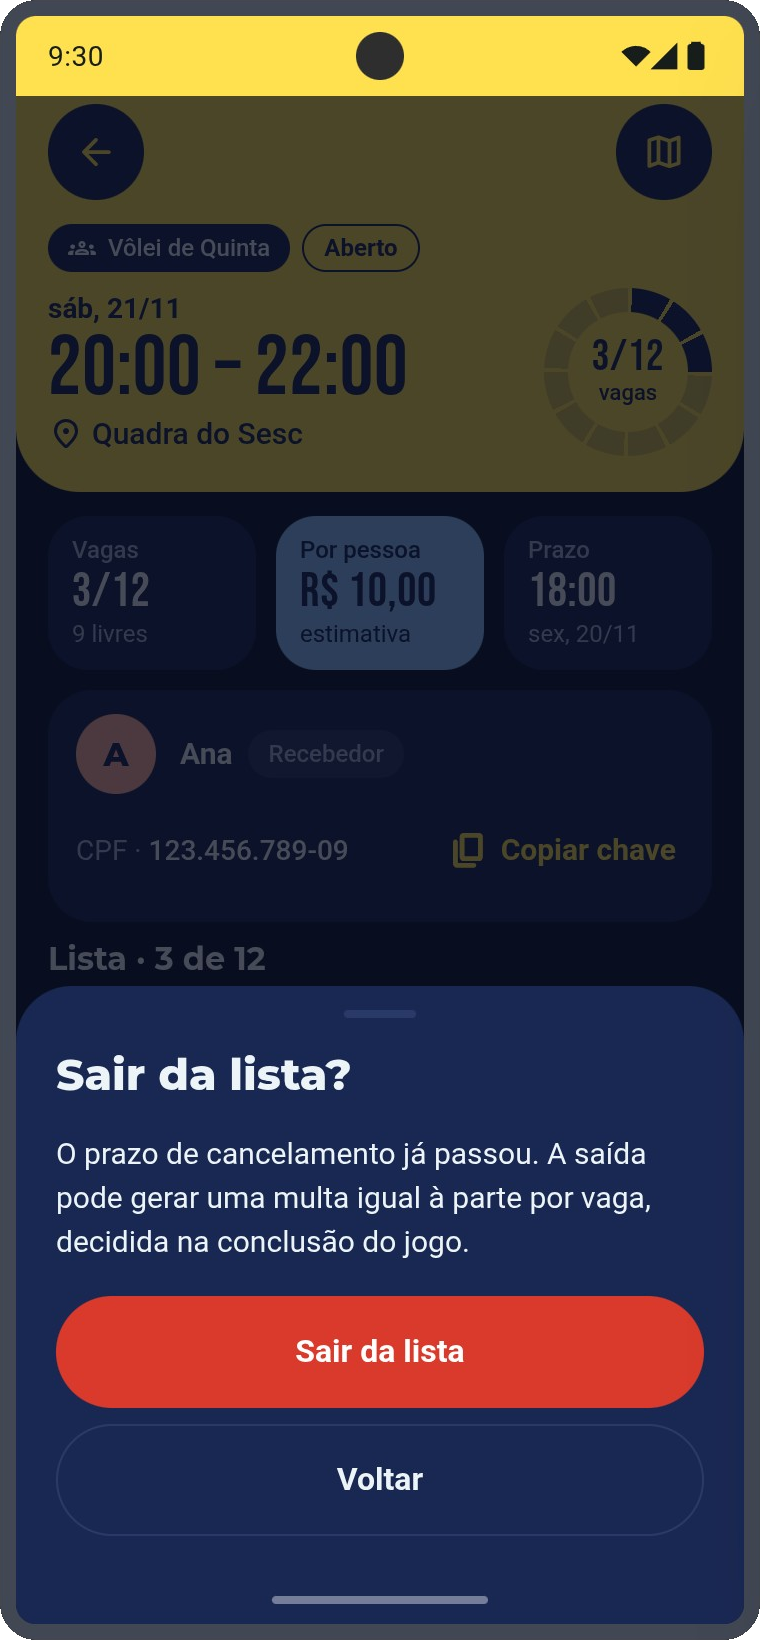 9:30
Vôlei de Quinta
Aberto
sáb, 21/11
20:00 – 22:00
Quadra do Sesc
3/12
vagas
Vagas
3/12
9 livres
Por pessoa
R$ 10,00
estimativa
Prazo
18:00
sex, 20/11
A
Ana
Recebedor
CPF · 123.456.789-09
Copiar chave
Lista · 3 de 12
Sair da lista?
O prazo de cancelamento já passou. A saída
pode gerar uma multa igual à parte por vaga,
decidida na conclusão do jogo.
Sair da lista
Voltar